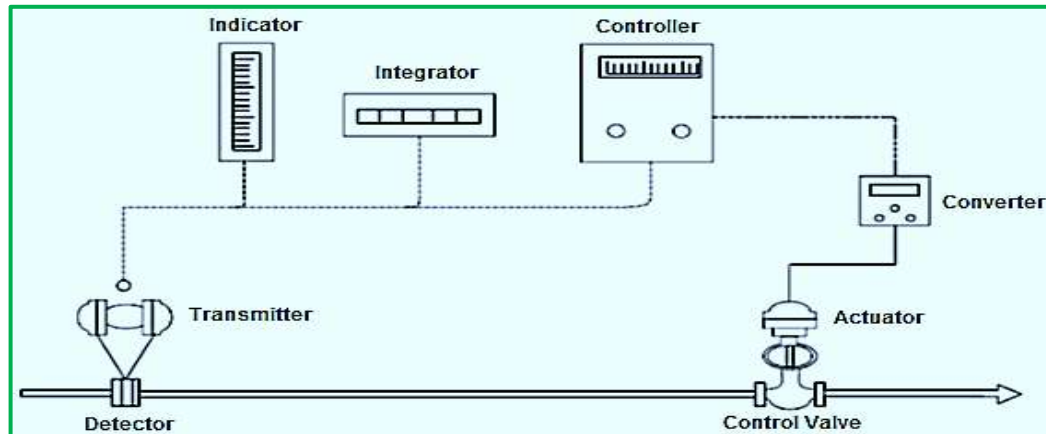 Indicator
Controller
Integrator
Converter
Transmitter
Actuator
Detector
Control Valve